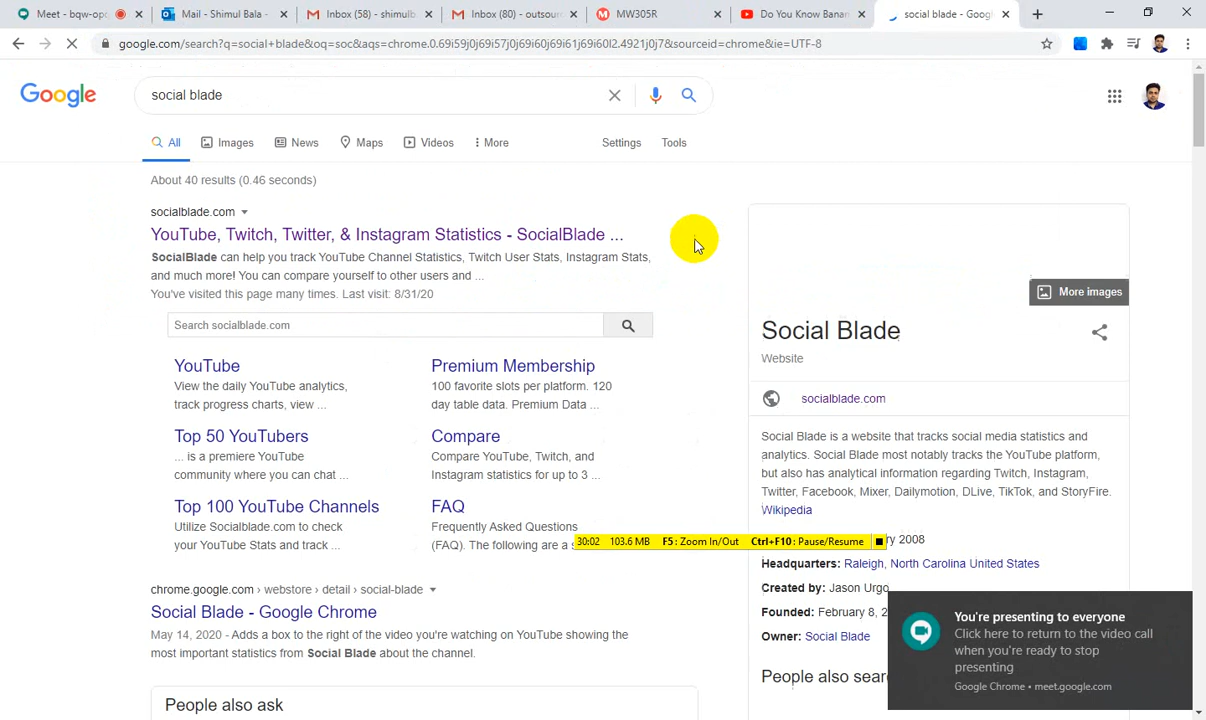 Meet - bqw-opc
Mail - Shimul Bala -
Inbox (58) - shimulb
Inbox (80) - outsour
MW305R
Do You Know Banan
social blade - Goog
google.com/search?q=social+blade&oq=soc&aqs=chrome.0.69i59j0j69i57j0j69i60j69i61j69i60l2.4921j0j7&sourceid=chrome&ie=UTF-8
Google
social blade
All
Images
News
Maps
Videos
More
Settings
Tools
About 40 results (0.46 seconds)
socialblade.com
YouTube, Twitch, Twitter, & Instagram Statistics - SocialBlade ...
SocialBlade can help you track YouTube Channel Statistics, Twitch User Stats, Instagram Stats,
and much more! You can compare yourself to other users and ...
You've visited this page many times. Last visit: 8/31/20
Search socialblade.com
YouTube
View the daily YouTube analytics,
track progress charts, view ...
Premium Membership
100 favorite slots per platform. 120
day table data. Premium Data ...
Top 50 YouTubers
... is a premiere YouTube
community where you can chat ...
Compare
Compare YouTube, Twitch, and
Instagram statistics for up to 3 ...
Top 100 YouTube Channels
Utilize Socialblade.com to check
your YouTube Stats and track ...
FAQ
Frequently Asked Questions
(FAQ). The following are a s
chrome.google.com › webstore › detail › social-blade
Social Blade - Google Chrome
May 14, 2020 - Adds a box to the right of the video you're watching on YouTube showing the
most important statistics from Social Blade about the channel.
People also ask
More images
Social Blade
Website
socialblade.com
Social Blade is a website that tracks social media statistics and
analytics. Social Blade most notably tracks the YouTube platform,
but also has analytical information regarding Twitch, Instagram,
Twitter, Facebook, Mixer, Dailymotion, DLive, TikTok, and StoryFire.
Wikipedia
30:02 103.6 MB F5: Zoom In/Out Ctrl+F10: Pause/Resume
ry 2008
Headquarters: Raleigh, North Carolina United States
Created by: Jason Urgo
Founded: February 8, 2
Owner: Social Blade
People also sear
You're presenting to everyone
Click here to return to the video call
when you're ready to stop
presenting
Google Chrome • meet.google.com